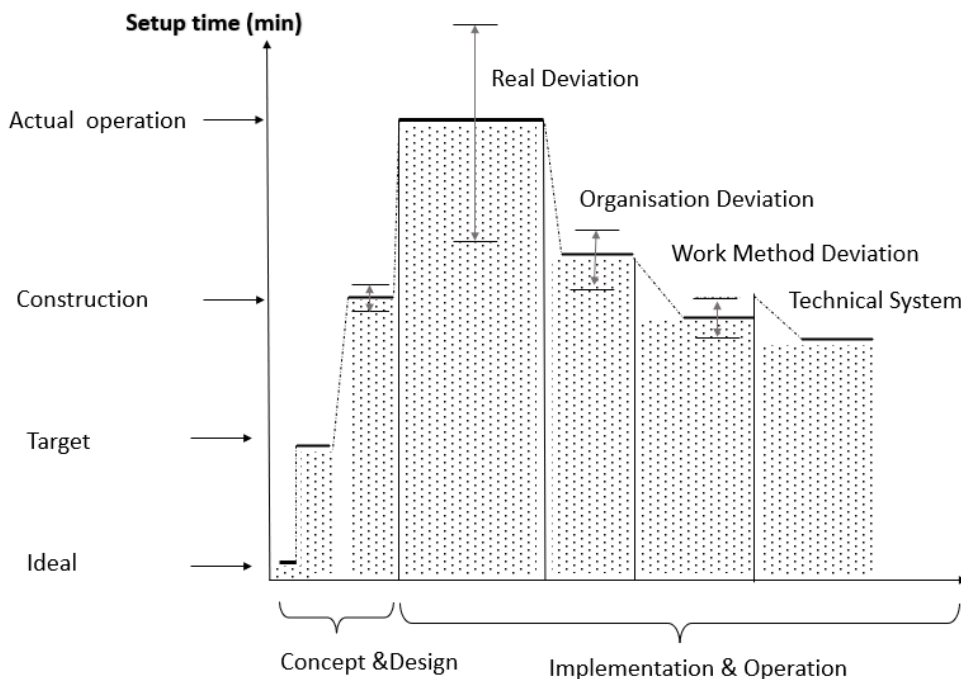 Setup time (min)
Real Deviation
Actual operation
Organisation Deviation
Work Method Deviation
Construction
Technical System
Target
Ideal
Concept &Design
Implementation & Operation